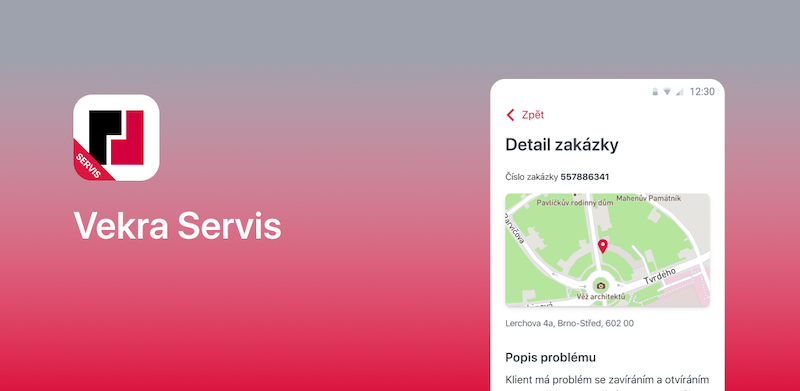 SERVIS
Vekra Servis
12:30
Zpět
Detail zakázky
Číslo zakázky 557886341
Mahenův Památník
Pavlíčkův rodinný dům
Barvičova
Tvrdého
Věž architektů
Lerchova 4a, Brno-Střed, 602 00
Popis problému
Klient má problém se zavíráním a otvíráním